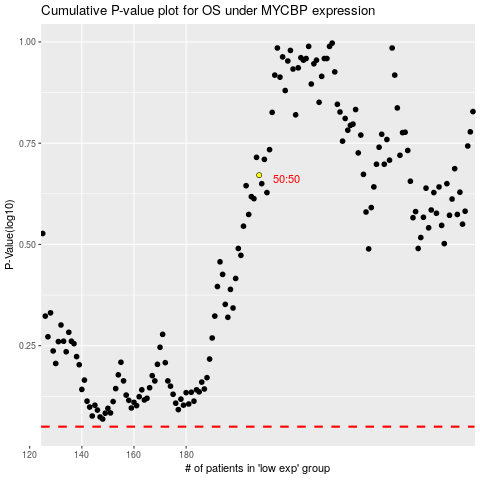 Cumulative P-value plot for OS under MYCBP expression
1.00
0.75
0.50
0.25
P-Value(log10)
50:50
120 140 160 180
# of patients in 'low exp' group